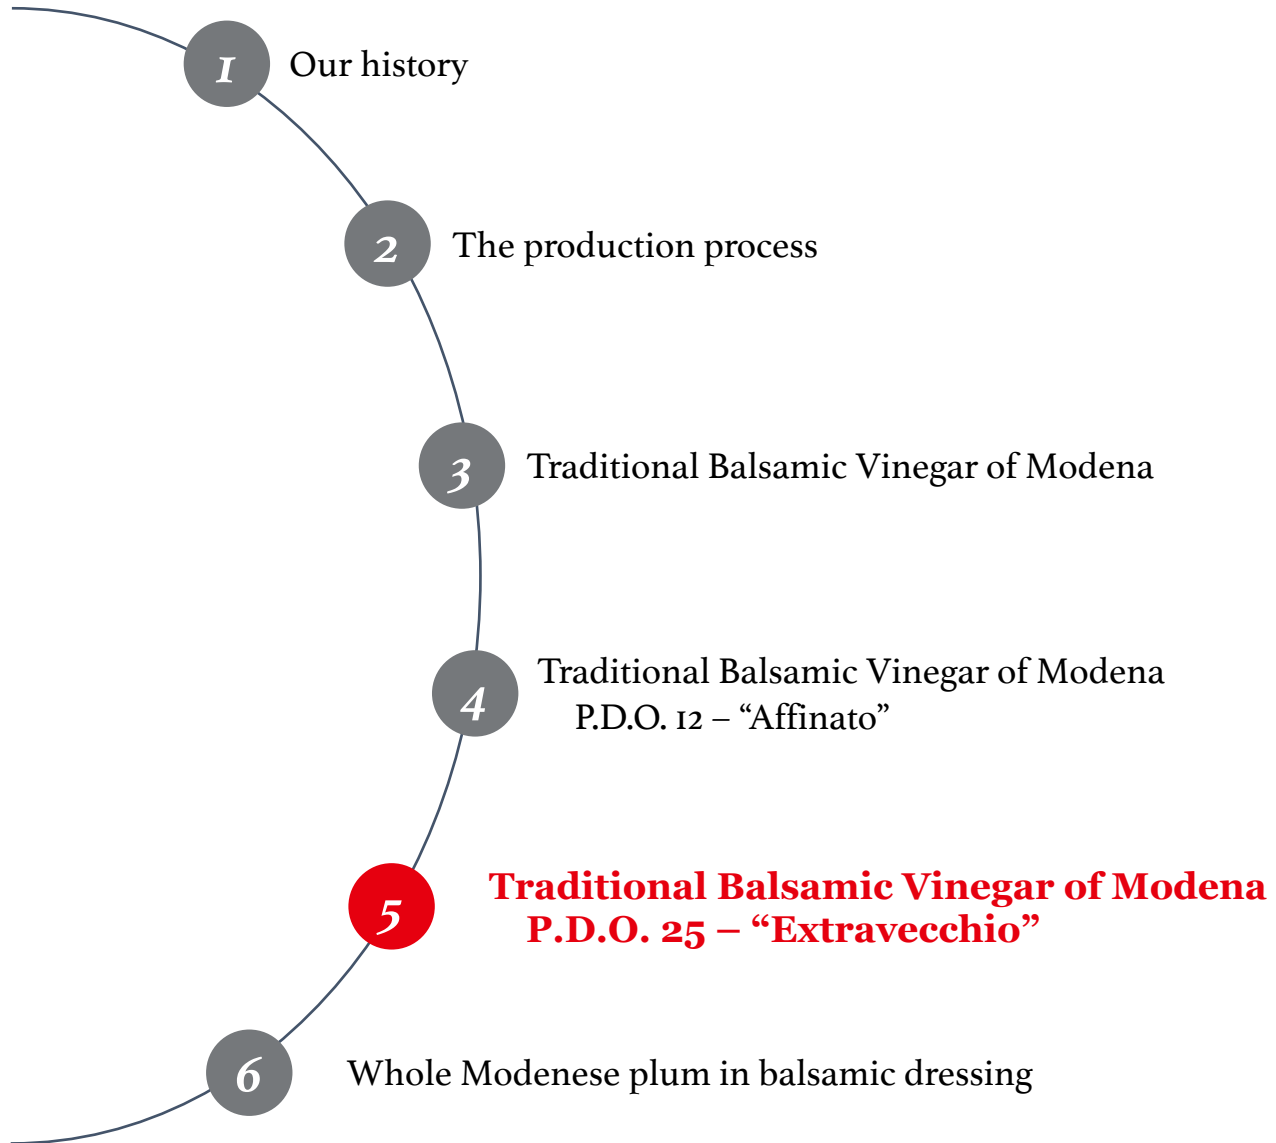 1 Our history
2 The production process
3 Traditional Balsamic Vinegar of Modena
4 Traditional Balsamic Vinegar of Modena
P.D.O. 12 – “Affinato”
5 Traditional Balsamic Vinegar of Modena
P.D.O. 25 – “Extravecchio”
6 Whole Modenese plum in balsamic dressing